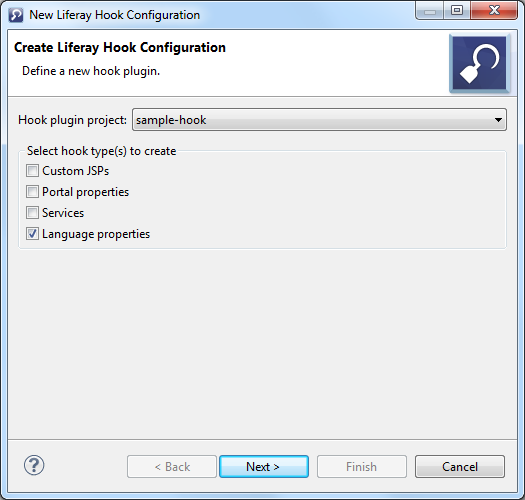 New Liferay Hook Configuration
Create Liferay Hook Configuration
Define a new hook plugin.
Hook plugin project: sample-hook
Select hook type(s) to create
Custom JSPs
Portal properties
Services
Language properties
? < Back Next > Finish Cancel